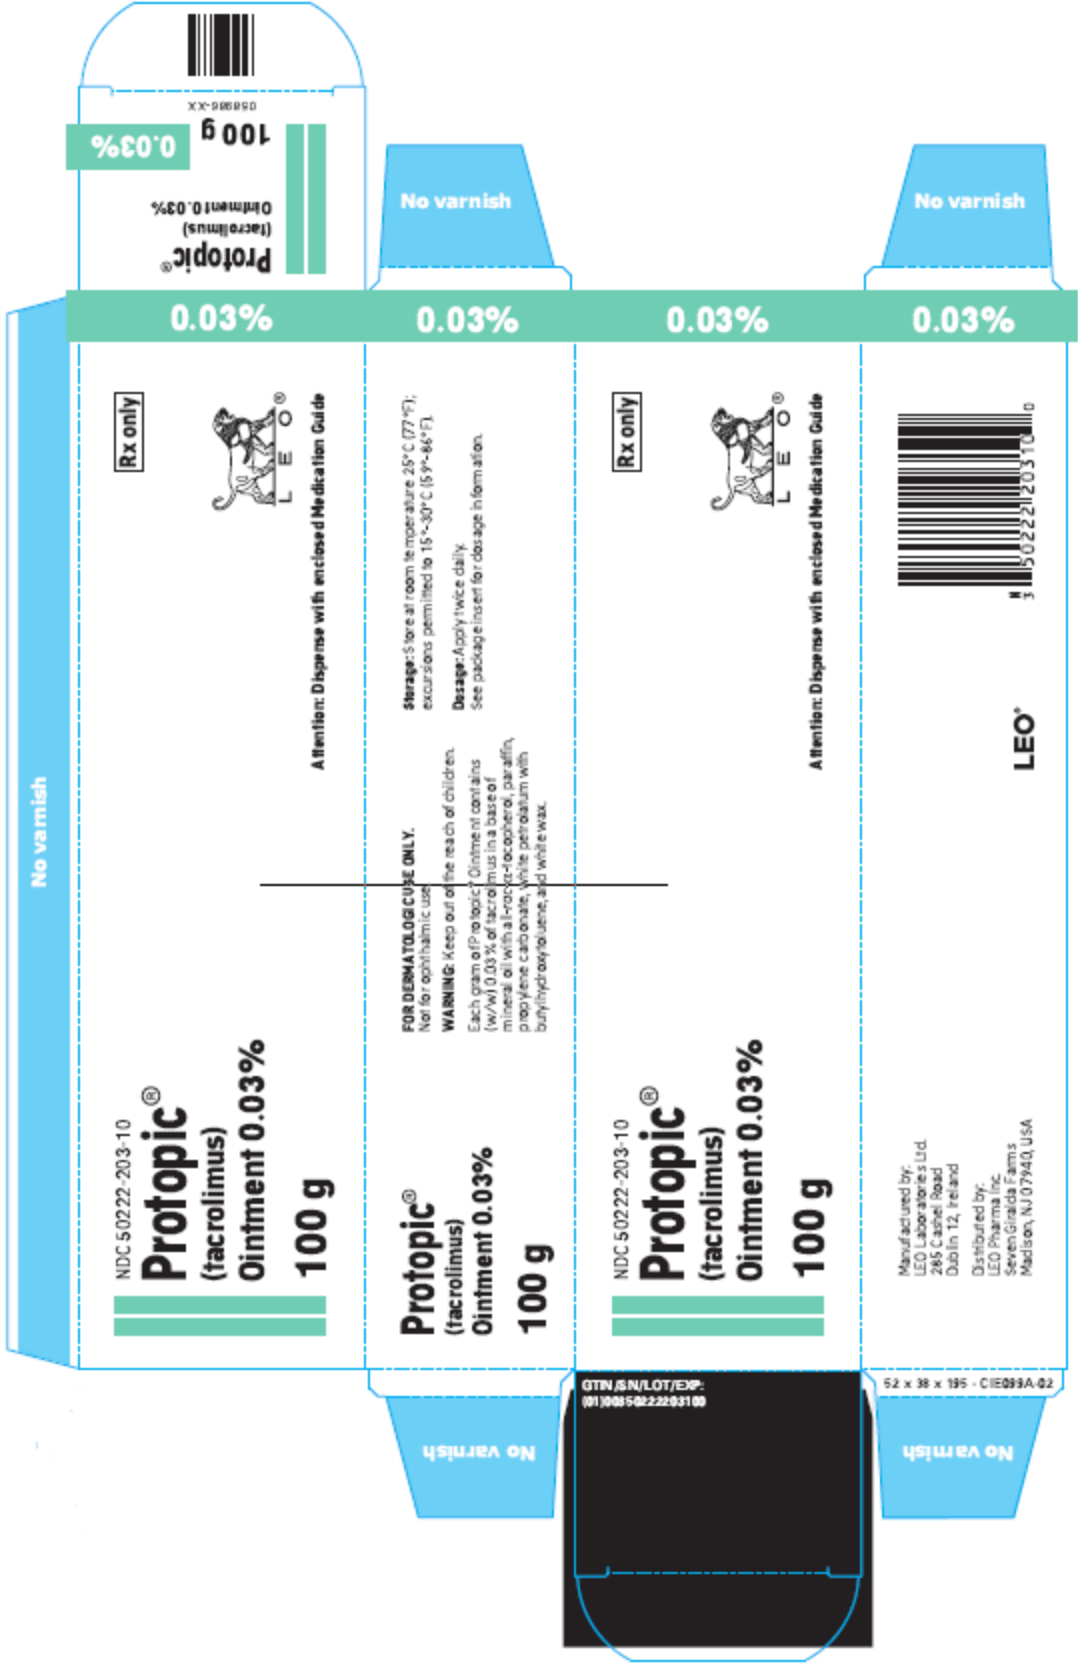 058986-XX
100 g
0.03%
Protopic®
(tacrolimus)
Ointment 0.03%
No varnish
No varnish
0.03%
0.03%
0.03%
0.03%
No varnish
NDC 50222-203-10
Protopic®
(tacrolimus)
Ointment 0.03%
100 g
Rx only
LEO®
Attention: Dispense with enclosed Medication Guide
Protopic®
(tacrolimus)
Ointment 0.03%
100 g
FOR DERMATOLOGIC USE ONLY.
Not for ophthalmic use.
WARNING: Keep out of the reach of children.
Each gram of Protopic® Ointment contains
(w/w) 0.03% of tacrolimus in a base of
mineral oil with all-rac-α-tocopherol, paraffin,
propylene carbonate, white petrolatum with
butylhydroxytoluene, and white wax.
Storage: Store at room temperature 25°C (77°F);
excursions permitted to 15°-30°C (59°-86°F).
Dosage: Apply twice daily.
See package insert for dosage information.
NDC 50222-203-10
Protopic®
(tacrolimus)
Ointment 0.03%
100 g
Rx only
LEO®
Attention: Dispense with enclosed Medication Guide
Manufactured by:
LEO Laboratories Ltd.
285 Cashel Road
Dublin 12, Ireland
Distributed by:
LEO Pharma Inc.
Seven Giralda Farms
Madison, NJ 07940, USA
LEO®
N
3 50222 20310 0
No varnish
GTIN/SN/LOT/EXP:
(01)00350222203100
52 x 38 x 195 - CIE099A-02
No varnish